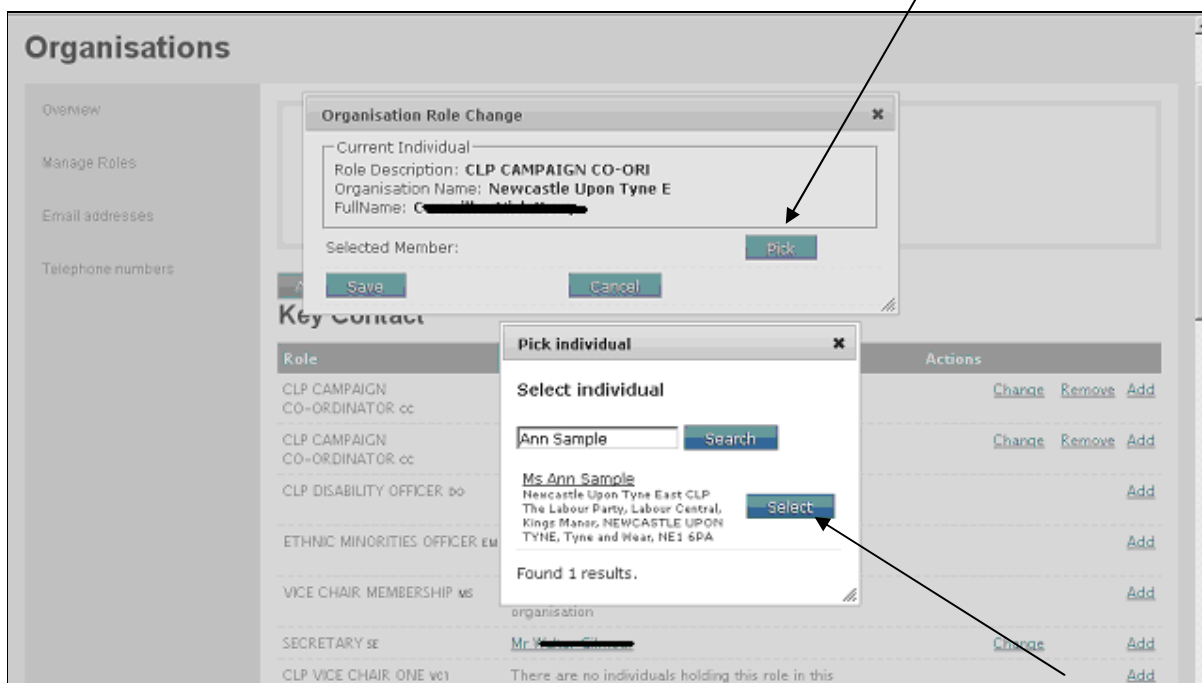 Organisations
Overview
Manage Roles
Email addresses
Telephone numbers
Organisation Role Change
Current Individual
Role Description: CLP CAMPAIGN CO-ORI
Organisation Name: Newcastle Upon Tyne E
FullName:
Selected Member:
Pick
Save
Cancel
Key Contact
Pick individual
Select individual
Ann Sample
Search
Ms Ann Sample
Newcastle Upon Tyne East CLP
The Labour Party, Labour Central,
Kings Manor, NEWCASTLE UPON
TYNE, Tyne and Wear, NE1 6PA
Select
Found 1 results.
Role
Actions
CLP CAMPAIGN
CO-ORDINATOR CC
Change Remove Add
CLP CAMPAIGN
CO-ORDINATOR CC
Change Remove Add
CLP DISABILITY OFFICER DO
Add
ETHNIC MINORITIES OFFICER EM
Add
VICE CHAIR MEMBERSHIP MS
organisation
Add
SECRETARY SE
Mr
Change
Add
CLP VICE CHAIR ONE VC1
There are no individuals holding this role in this
Add